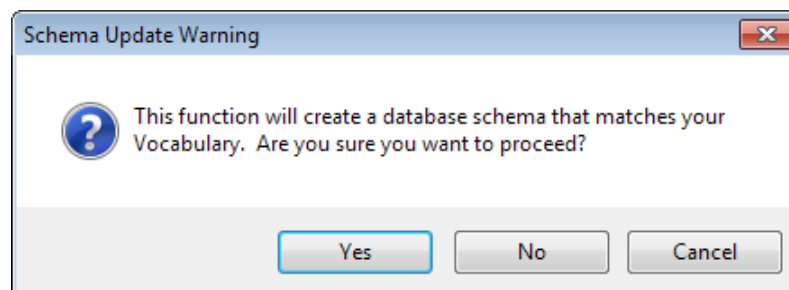 Schema Update Warning
This function will create a database schema that matches your
Vocabulary.  Are you sure you want to proceed?
Yes
No
Cancel